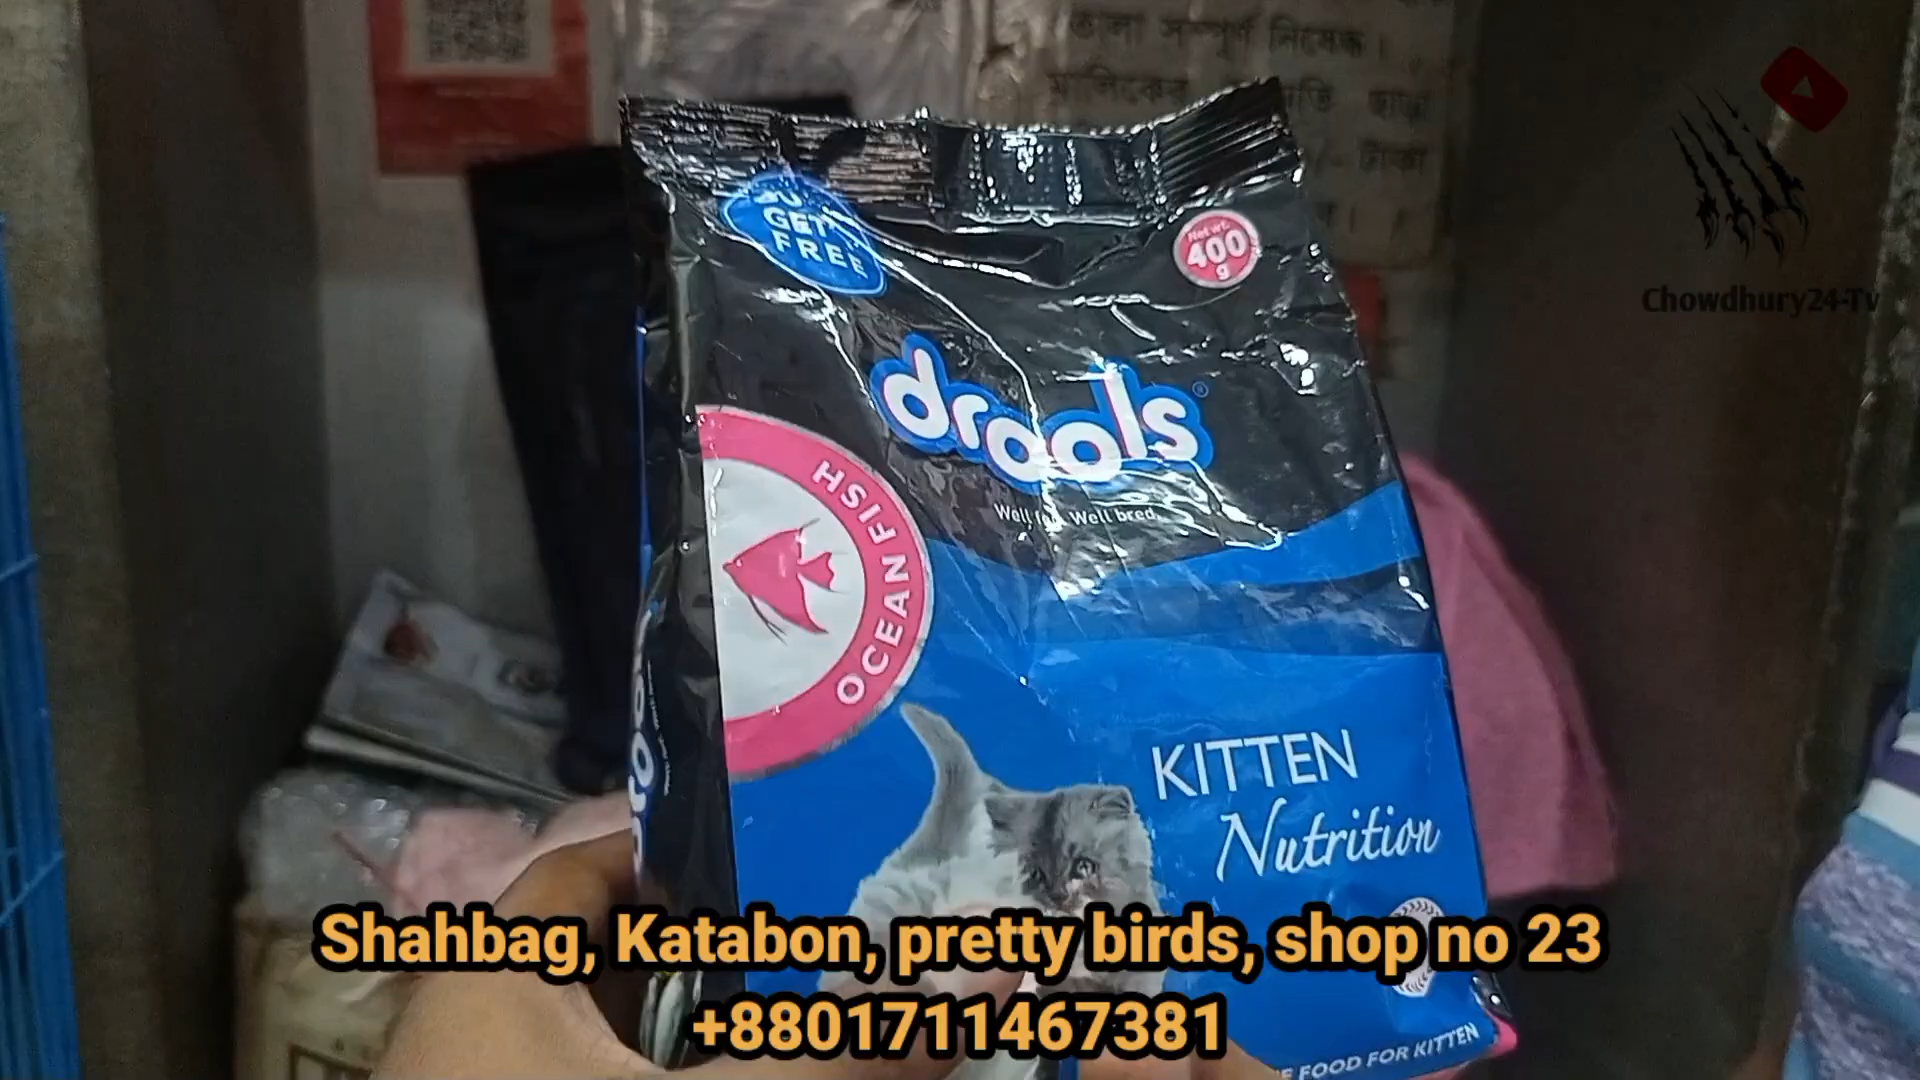 তালা সম্পূর্ণ নিষেধ।
মালিকের
টাকা
Chowdhury24-Tv
GET
FREE
Net wt.
400
g
drools
Well fed Well bred
OCEAN FISH
KITTEN
Nutrition
FOOD FOR KITTEN
Shahbag, Katabon, pretty birds, shop no 23
+8801711467381